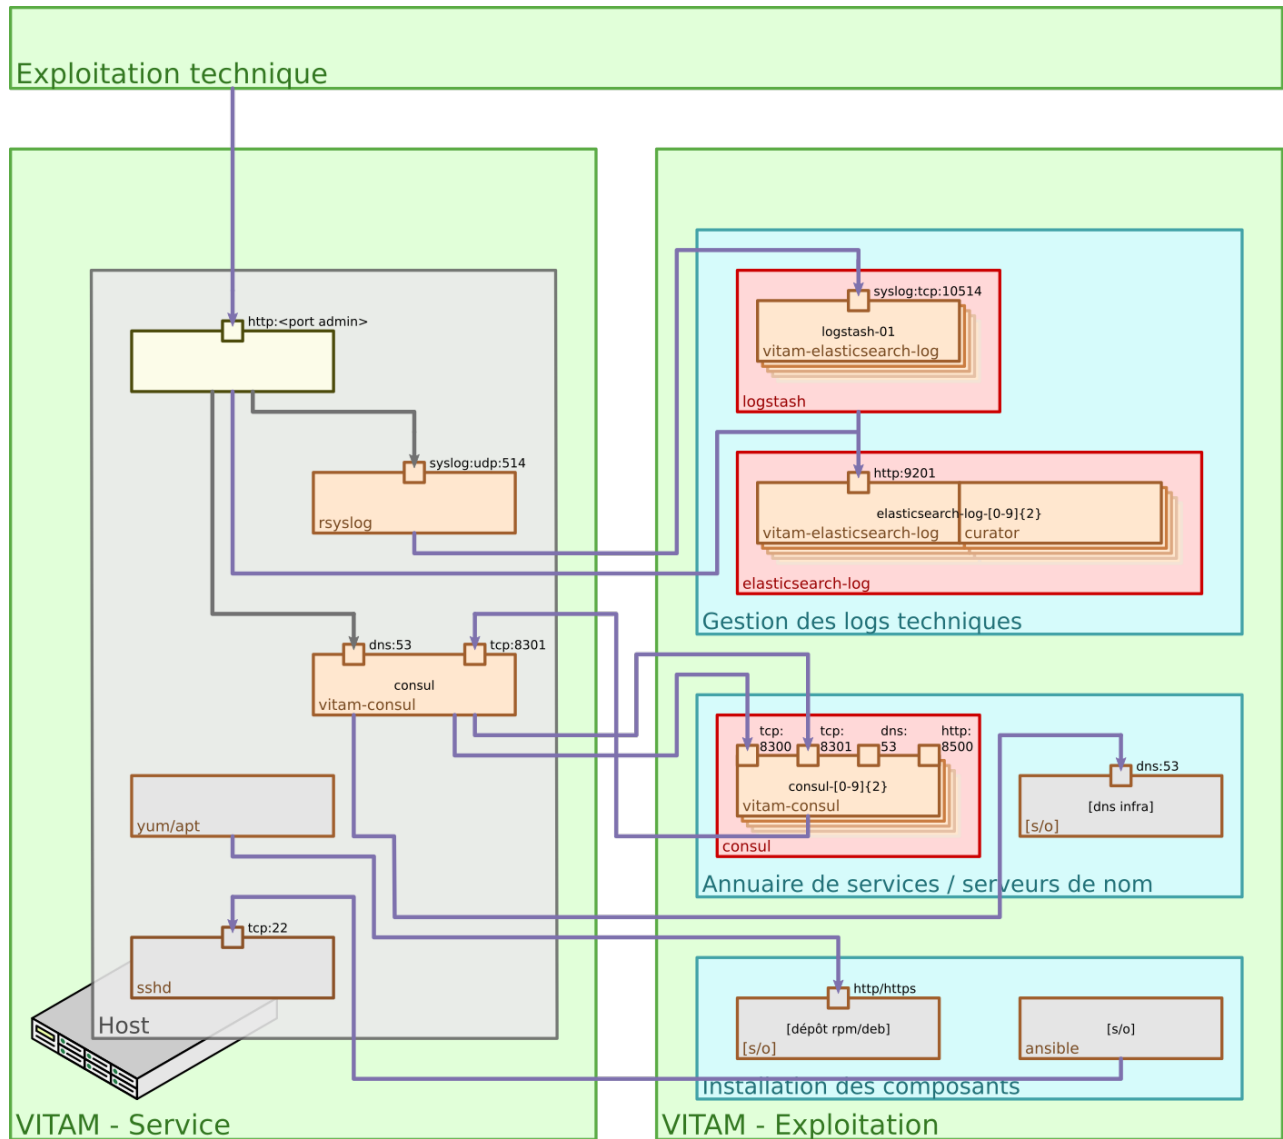 Exploitation technique
http:<port admin>
syslog:udp:514
rsyslog
dns:53
tcp:8301
consul
vitam-consul
yum/apt
tcp:22
sshd
Host
VITAM - Service
syslog:tcp:10514
logstash-01
vitam-elasticsearch-log
logstash
http:9201
elasticsearch-log-[0-9]{2}
vitam-elasticsearch-log
curator
elasticsearch-log
Gestion des logs techniques
tcp:
8300
tcp:
8301
dns:
53
http:
8500
consul-[0-9]{2}
vitam-consul
consul
dns:53
[dns infra]
[s/o]
Annuaire de services / serveurs de nom
http/https
[dépôt rpm/deb]
[s/o]
[s/o]
ansible
Installation des composants
VITAM - Exploitation